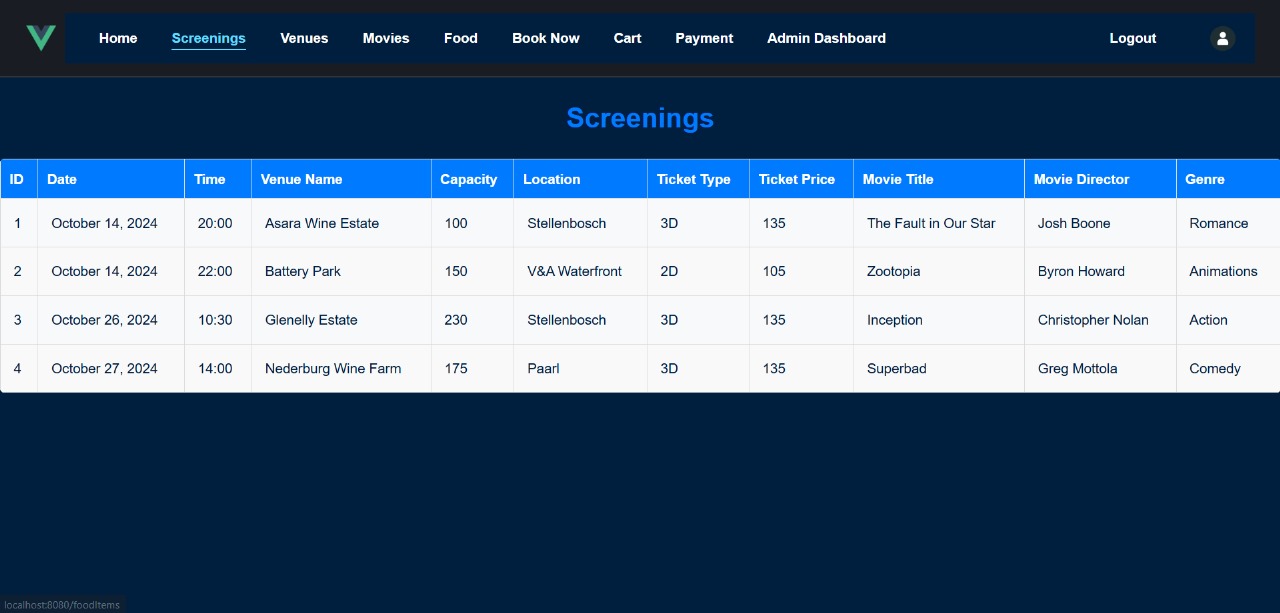 Home Screenings Venues Movies Food Book Now Cart Payment Admin Dashboard Logout
Screenings
ID Date Time Venue Name Capacity Location Ticket Type Ticket Price Movie Title Movie Director Genre
1 October 14, 2024 20:00 Asara Wine Estate 100 Stellenbosch 3D 135 The Fault in Our Star Josh Boone Romance
2 October 14, 2024 22:00 Battery Park 150 V&A Waterfront 2D 105 Zootopia Byron Howard Animations
3 October 26, 2024 10:30 Glenelly Estate 230 Stellenbosch 3D 135 Inception Christopher Nolan Action
4 October 27, 2024 14:00 Nederburg Wine Farm 175 Paarl 3D 135 Superbad Greg Mottola Comedy
localhost:8080/foodItems